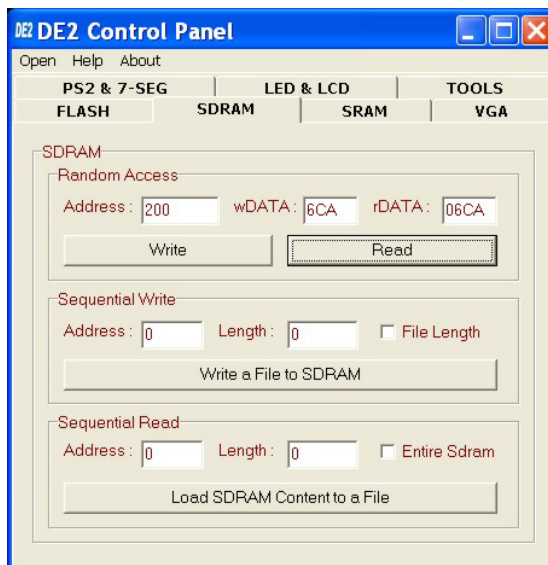 DE2 DE2 Control Panel
Open Help About
PS2 & 7-SEG LED & LCD TOOLS
FLASH SDRAM SRAM VGA
SDRAM
Random Access
Address : 200 wDATA : 6CA rDATA : 06CA
Write Read
Sequential Write
Address : 0 Length : 0 File Length
Write a File to SDRAM
Sequential Read
Address : 0 Length : 0 Entire Sdram
Load SDRAM Content to a File